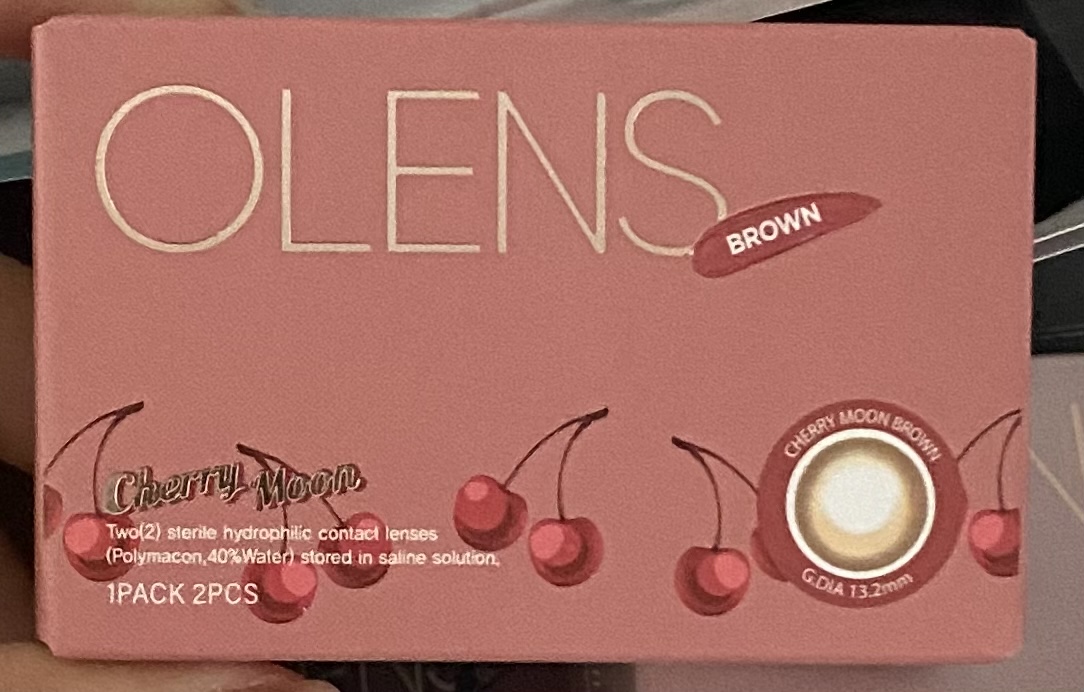 OLENS
BROWN
Cherry Moon
Two(2) sterile hydrophilic contact lenses
(Polymacon,40%Water) stored in saline solution.
1PACK 2PCS
CHERRY MOON BROWN
G.DIA 13.2mm